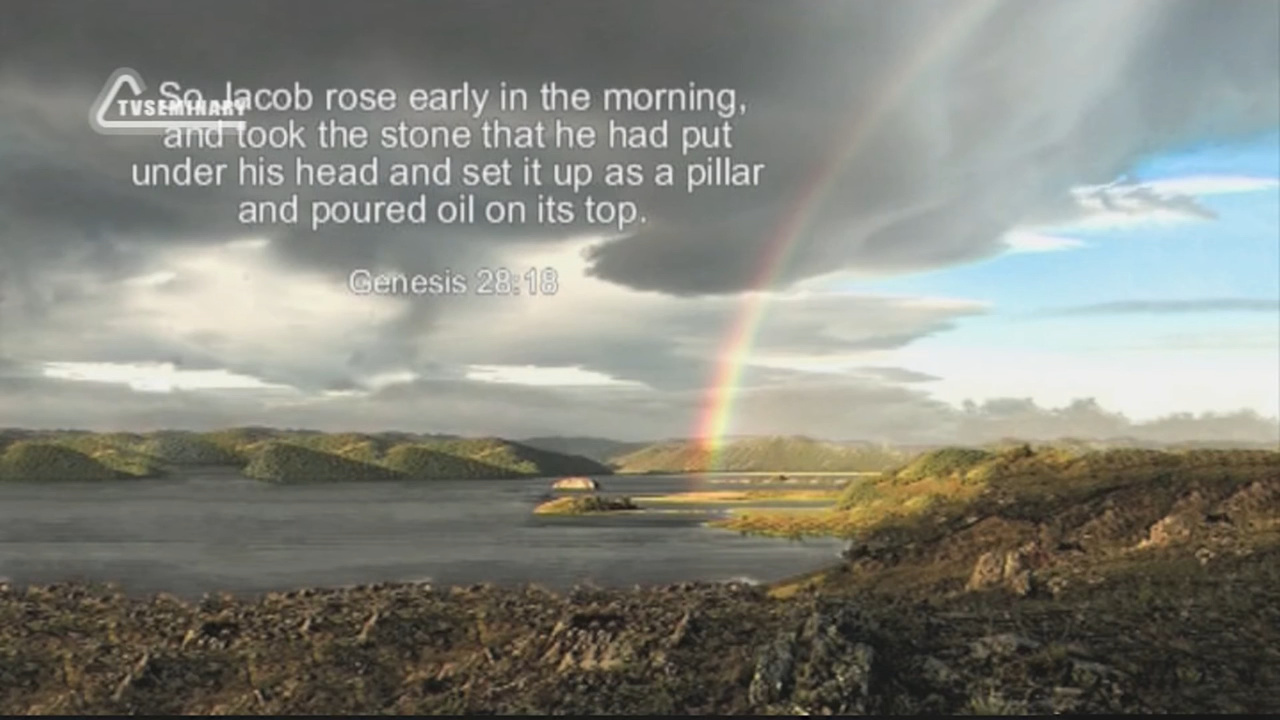 TVSEMINARY
So Jacob rose early in the morning,
and took the stone that he had put
under his head and set it up as a pillar
and poured oil on its top.
Genesis 28:18